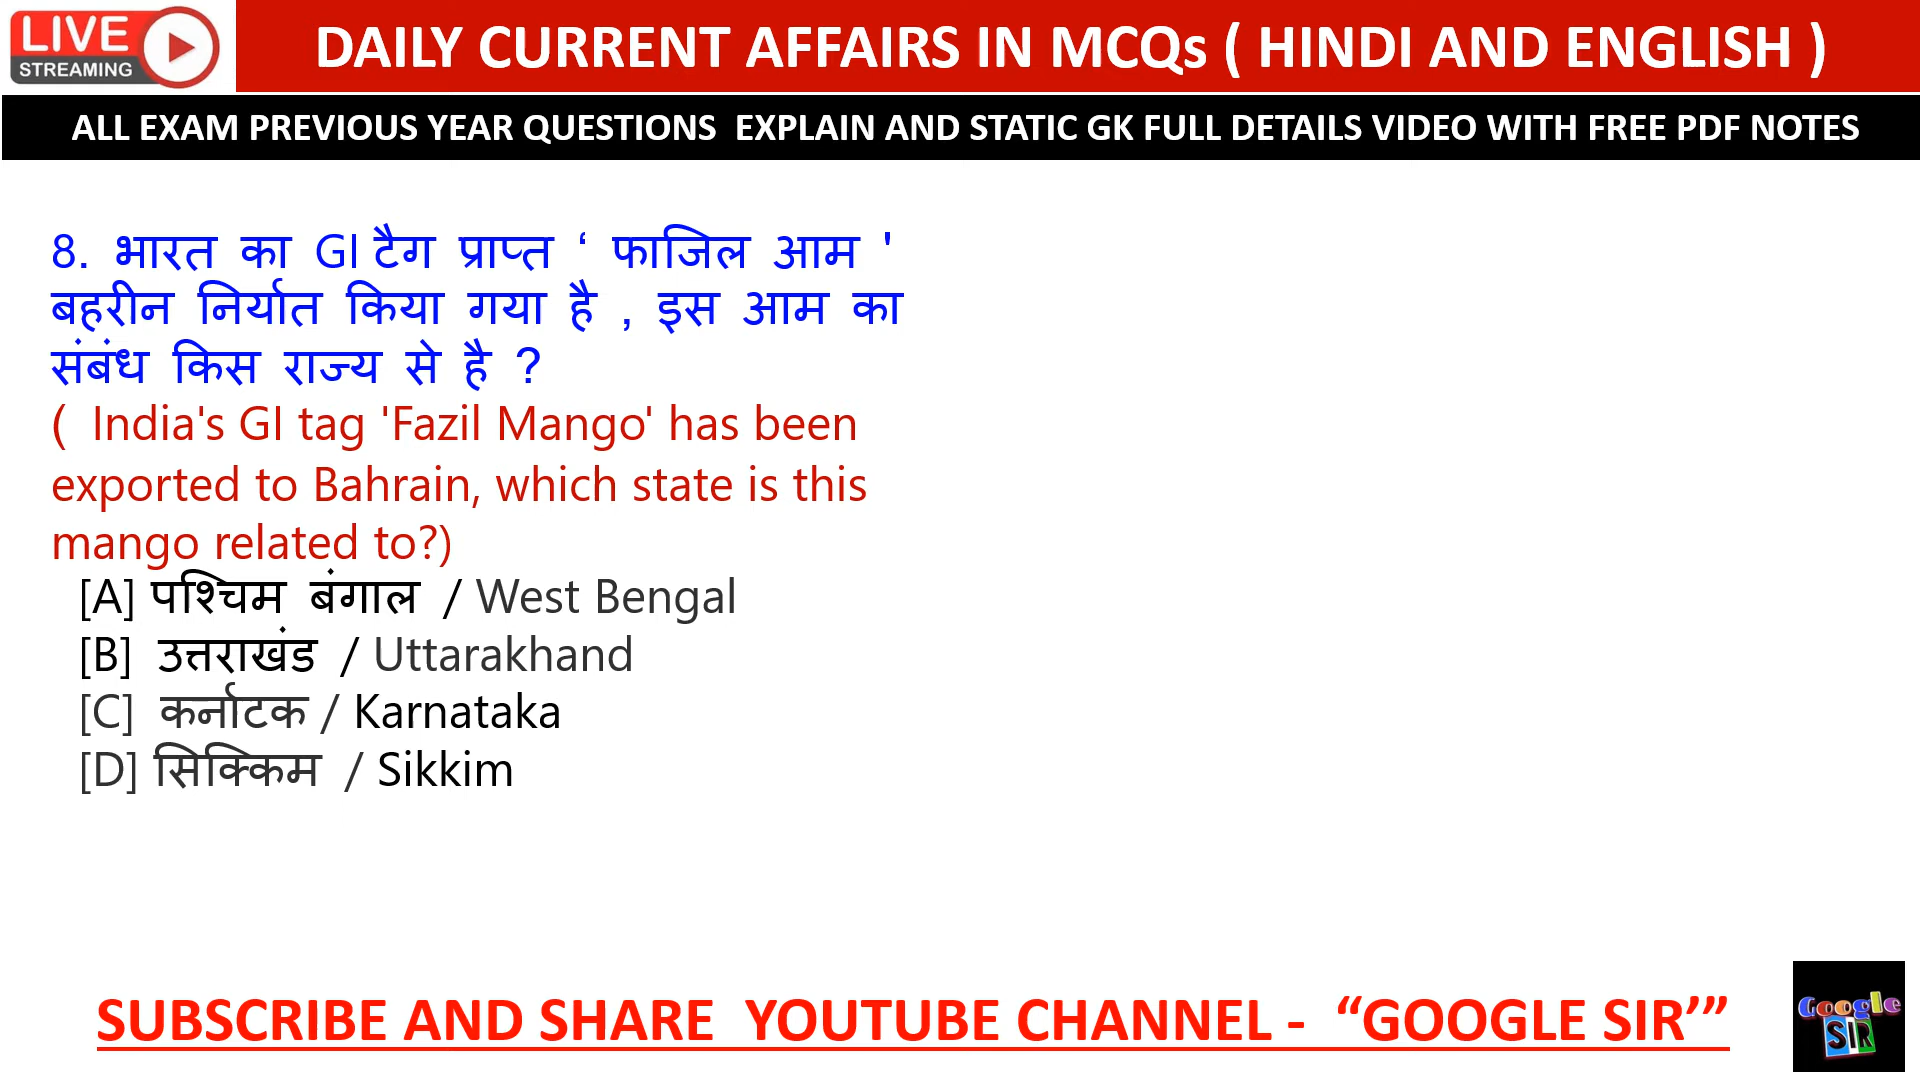 LIVE
STREAMING
DAILY CURRENT AFFAIRS IN MCQs ( HINDI AND ENGLISH )
ALL EXAM PREVIOUS YEAR QUESTIONS EXPLAIN AND STATIC GK FULL DETAILS VIDEO WITH FREE PDF NOTES
8. भारत का GI टैग प्राप्त ‘ फाजिल आम '
बहरीन निर्यात किया गया है , इस आम का
संबंध किस राज्य से है ?
( India's GI tag 'Fazil Mango' has been
exported to Bahrain, which state is this
mango related to?)
[A] पश्चिम बंगाल / West Bengal
[B] उत्तराखंड / Uttarakhand
[C] कर्नाटक / Karnataka
[D] सिक्किम / Sikkim
SUBSCRIBE AND SHARE YOUTUBE CHANNEL - “GOOGLE SIR’”
Google
SIR